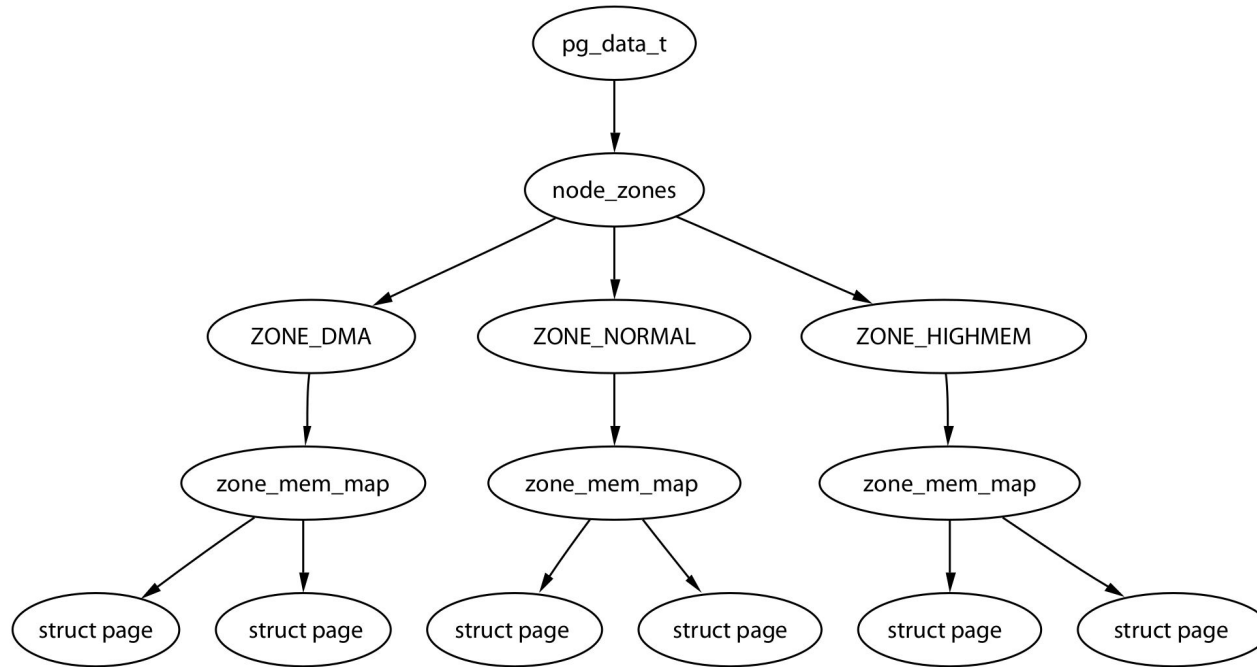 pg_data_t
node_zones
ZONE_DMA
ZONE_NORMAL
ZONE_HIGHMEM
zone_mem_map
zone_mem_map
zone_mem_map
struct page
struct page
struct page
struct page
struct page
struct page